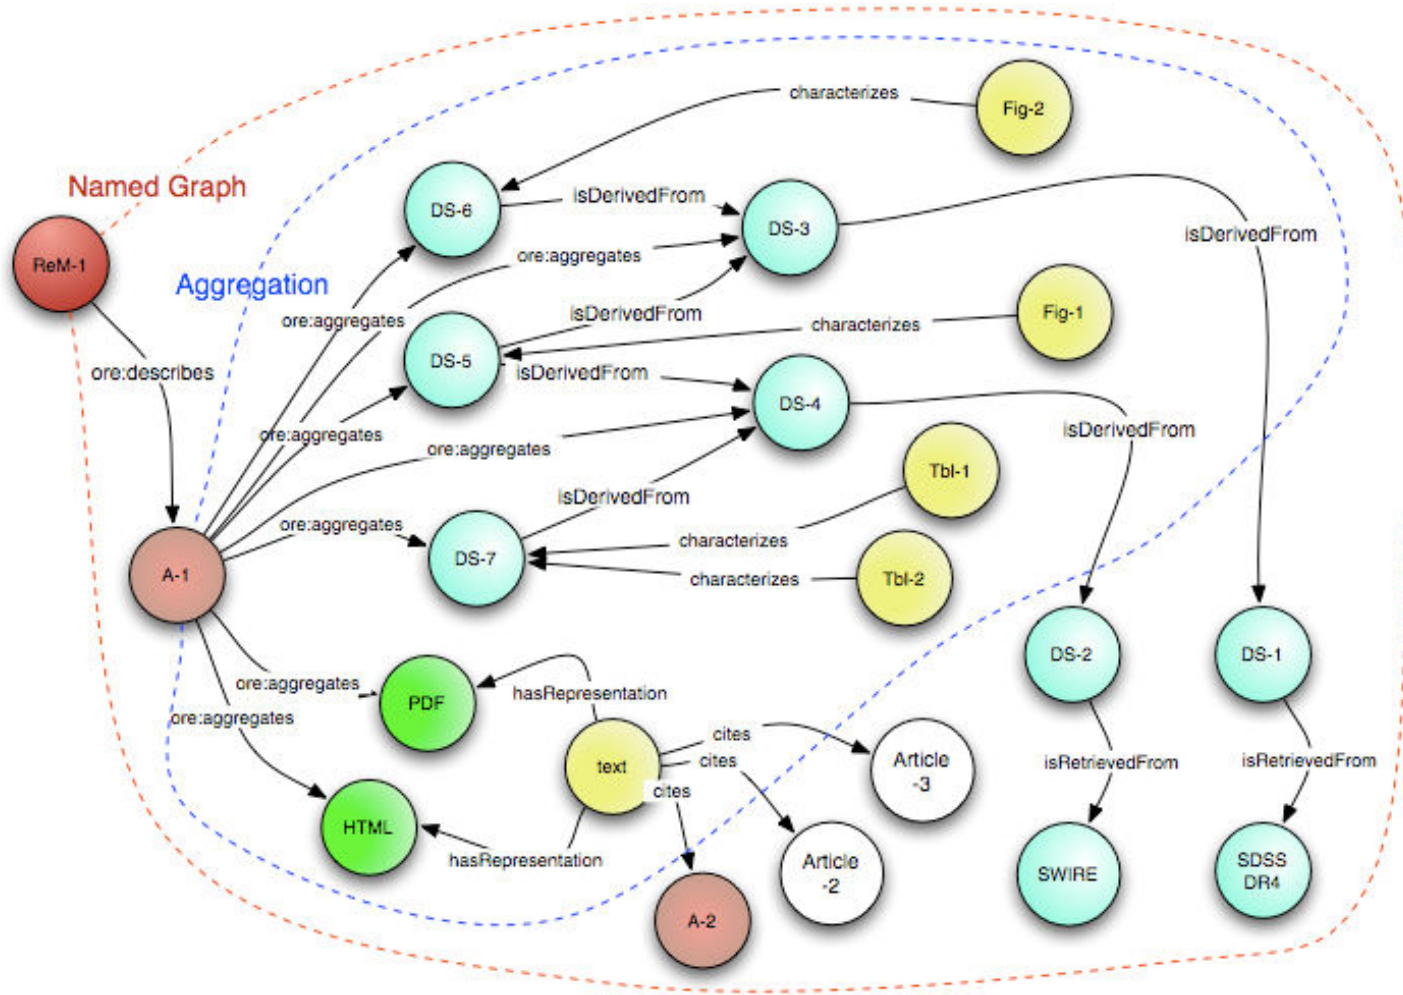 characterizes
Fig-2
Named Graph
DS-6
isDerivedFrom
DS-3
isDerivedFrom
ReM-1
ore:aggregates
Aggregation
ore:aggregates
isDerivedFrom
characterizes
Fig-1
DS-5
isDerivedFrom
ore:describes
DS-4
isDerivedFrom
ore:aggregates
ore:aggregates
Tbl-1
isDerivedFrom
ore:aggregates
characterizes
DS-7
A-1
characterizes
Tbl-2
DS-2
DS-1
ore:aggregates
hasRepresentation
PDF
ore:aggregates
cites
cites
text
cites
Article
-3
isRetrievedFrom
isRetrievedFrom
HTML
hasRepresentation
Article
-2
SWIRE
SDSS
DR4
A-2